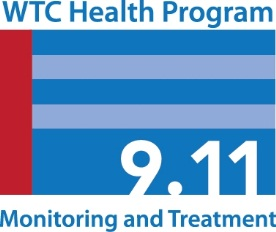 WTC Health Program
9.11
Monitoring and Treatment